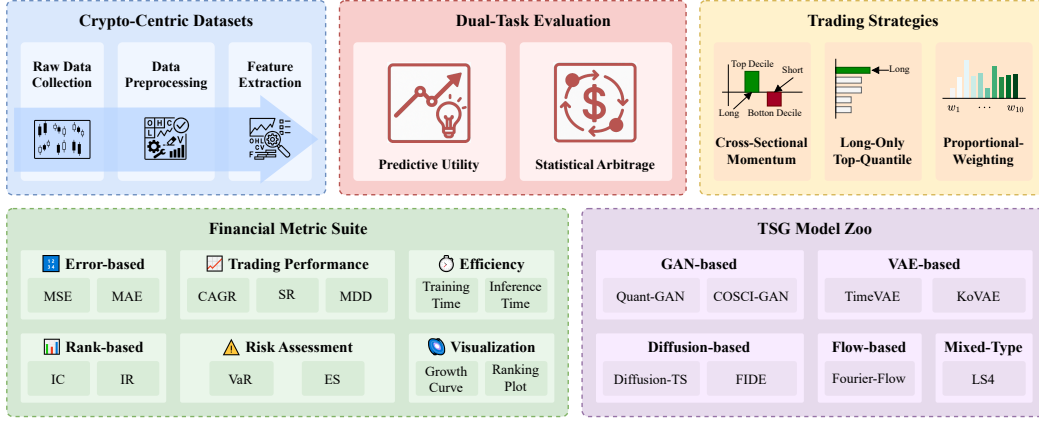 Crypto-Centric Datasets
Raw Data
Collection
Data
Preprocessing
Feature
Extraction
O H C
L
V
OHL
CV
F
Dual-Task Evaluation
Predictive Utility
$
Statistical Arbitrage
Trading Strategies
Top Decile
Short
Long
Botton Decile
Cross-Sectional
Momentum
Long
Long-Only
Top-Quantile
w1 ... w10
Proportional-
Weighting
Financial Metric Suite
Error-based
MSE
MAE
Trading Performance
CAGR
SR
MDD
Efficiency
Training
Time
Inference
Time
Rank-based
IC
IR
Risk Assessment
VaR
ES
Visualization
Growth
Curve
Ranking
Plot
TSG Model Zoo
GAN-based
Quant-GAN
COSCI-GAN
VAE-based
TimeVAE
KoVAE
Diffusion-based
Diffusion-TS
FIDE
Flow-based
Fourier-Flow
Mixed-Type
LS4